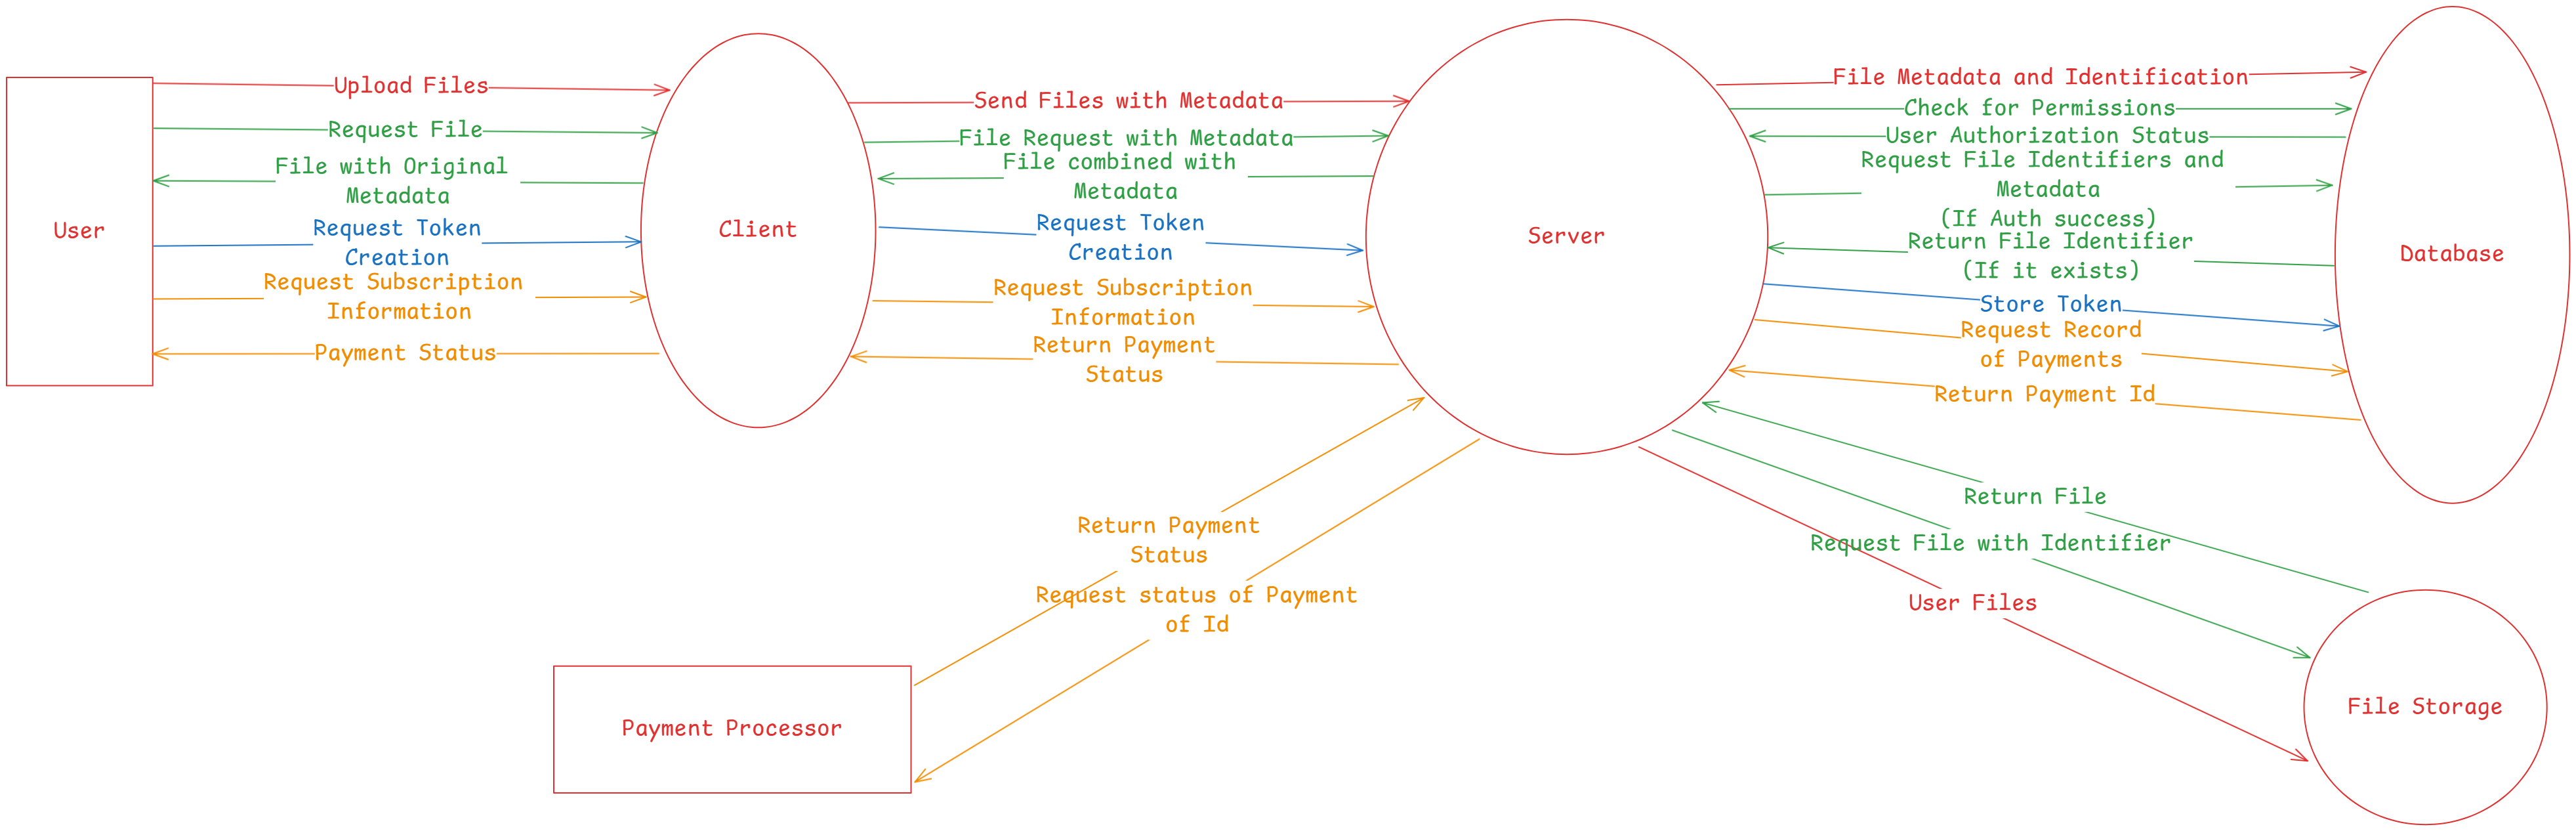 User
Upload Files
Request File
File with Original
Metadata
Request Token
Creation
Request Subscription
Information
Payment Status
Client
Send Files with Metadata
File Request with Metadata
File combined with
Metadata
Request Token
Creation
Request Subscription
Information
Return Payment
Status
Server
File Metadata and Identification
Check for Permissions
User Authorization Status
Request File Identifiers and
Metadata
(If Auth success)
Return File Identifier
(If it exists)
Store Token
Request Record
of Payments
Return Payment Id
Database
Return Payment
Status
Request status of Payment
of Id
Payment Processor
Return File
Request File with Identifier
User Files
File Storage